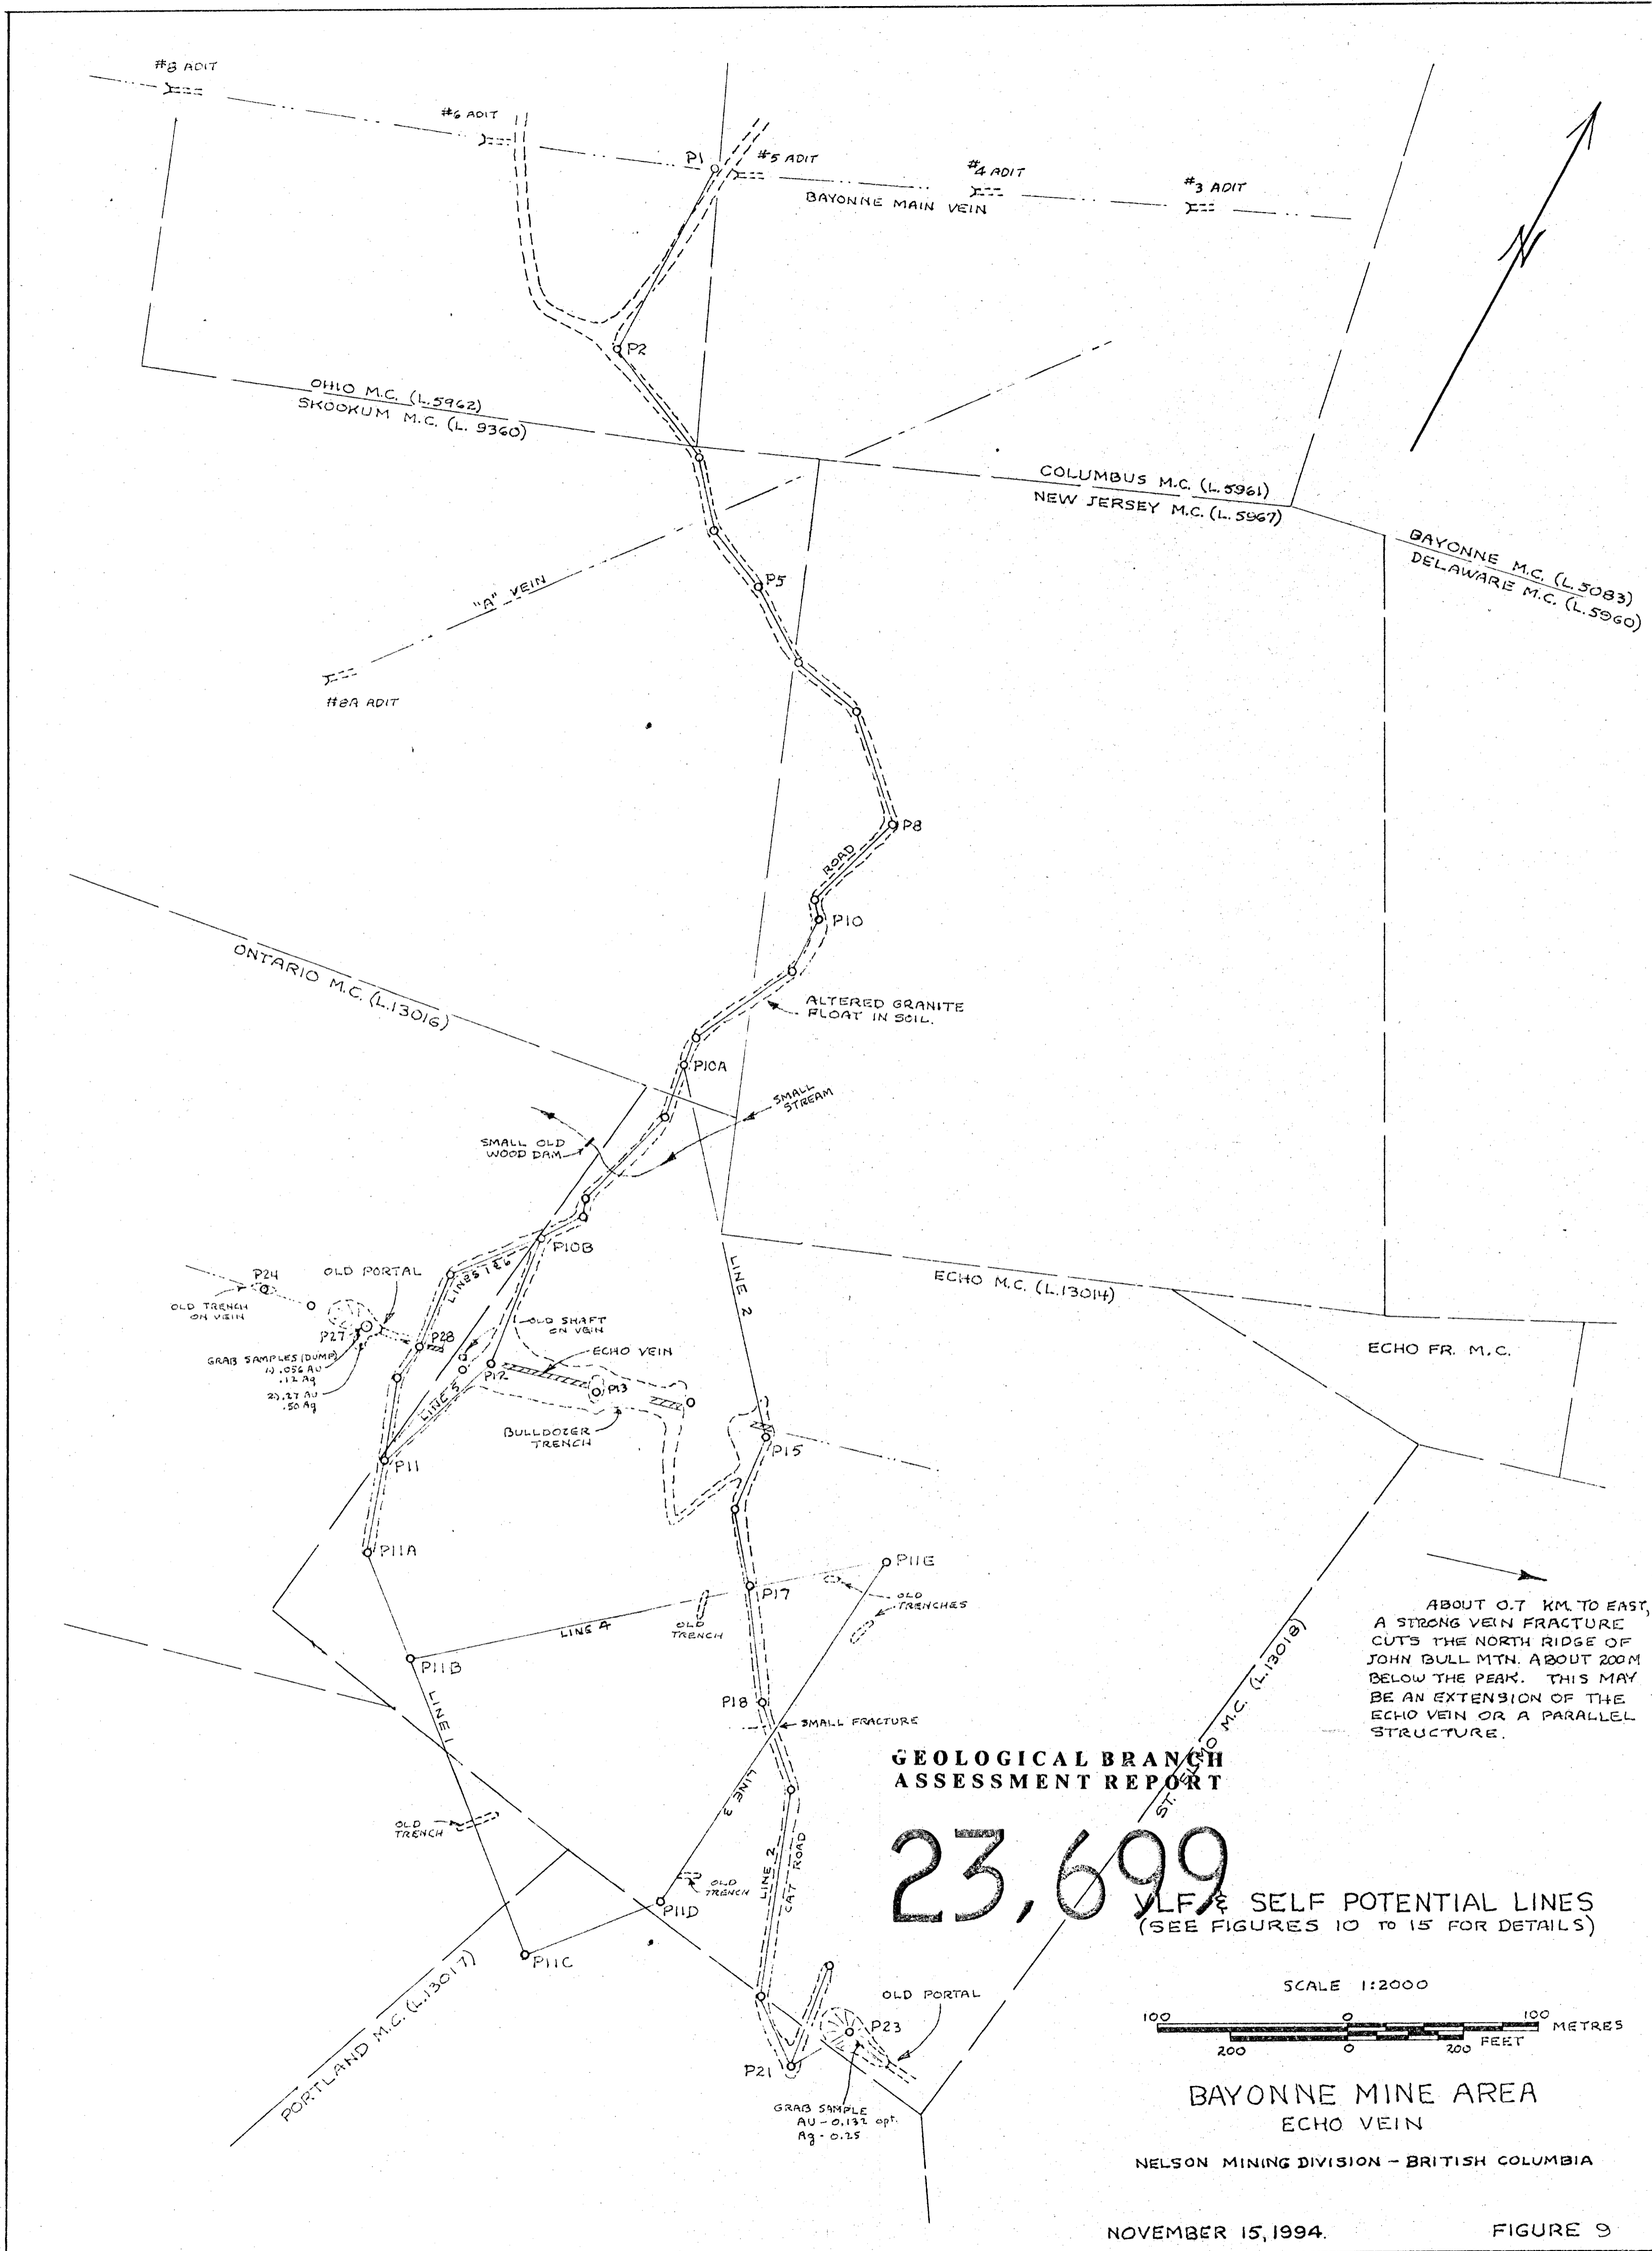 #8 ADIT
#6 ADIT
P1
#5 ADIT
#4 ADIT
#3 ADIT
BAYONNE MAIN VEIN
N
P2
OHIO M.C. (L.5962)
SKOOKUM M.C. (L. 9360)
COLUMBUS M.C. (L.5961)
NEW JERSEY M.C. (L.5967)
BAYONNE M.C. (L.5083)
DELAWARE M.C. (L.5960)
"A" VEIN
P5
#8A ADIT
P8
ROAD
P10
ONTARIO M.C. (L.13016)
ALTERED GRANITE
FLOAT IN SOIL.
P10A
SMALL
STREAM
SMALL OLD
WOOD DAM
P10B
LINES 1&6
LINE 2
ECHO M.C. (L.13014)
P24
OLD PORTAL
OLD TRENCH
ON VEIN
P27
P28
OLD SHAFT
ON VEIN
ECHO VEIN
GRAB SAMPLES (DUMP)
1) .056 Au
.12 Ag
2) .27 Au
.50 Ag
P12
P13
LINE 5
BULLDOZER
TRENCH
ECHO FR. M.C.
P15
P11
P11A
P11E
P17
OLD
TRENCHES
LINE 4
OLD
TRENCH
P11B
ABOUT 0.7 KM. TO EAST,
A STRONG VEIN FRACTURE
CUTS THE NORTH RIDGE OF
JOHN BULL MTN. ABOUT 200M
BELOW THE PEAK. THIS MAY
BE AN EXTENSION OF THE
ECHO VEIN OR A PARALLEL
STRUCTURE.
LINE 1
P18
SMALL FRACTURE
ST. ELMO M.C. (L.13018)
GEOLOGICAL BRANCH
ASSESSMENT REPORT
23,699
LINE 3
OLD
TRENCH
LINE 2
CAT ROAD
OLD
TRENCH
P11D
P11C
PORTLAND M.C. (L.13017)
VLF & SELF POTENTIAL LINES
(SEE FIGURES 10 TO 15 FOR DETAILS)
OLD PORTAL
P23
P21
GRAB SAMPLE
AU - 0.132 opt.
Ag - 0.25
SCALE 1:2000
100 0 100 METRES
200 0 200 FEET
BAYONNE MINE AREA
ECHO VEIN
NELSON MINING DIVISION - BRITISH COLUMBIA
NOVEMBER 15, 1994.
FIGURE 9